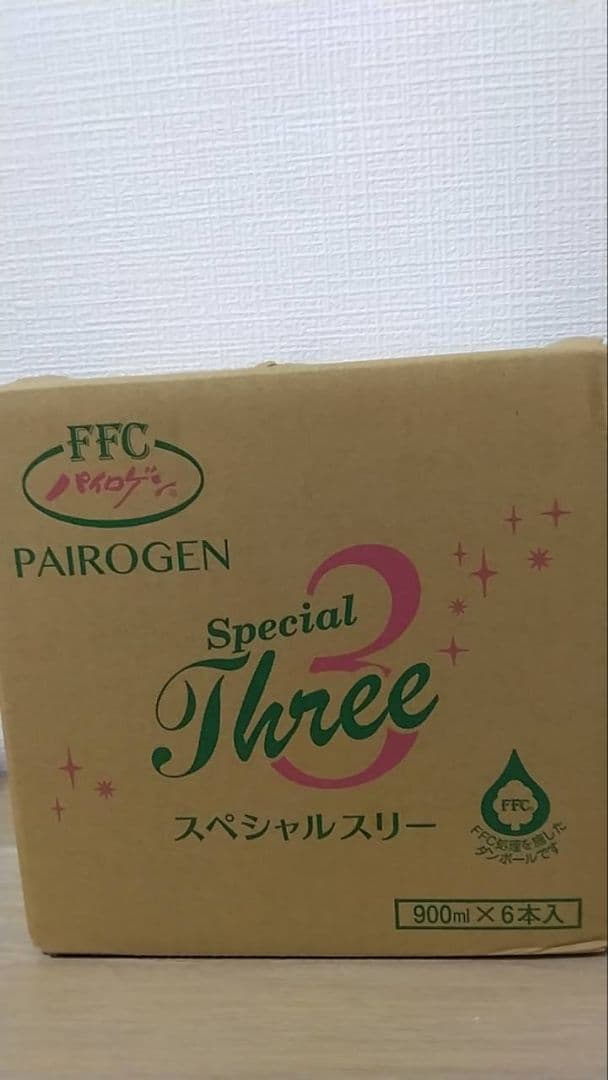 FFC
パイロゲン
PAIROGEN
3
Special
Three
スペシャルスリー
FFC
FFC処理を施した
ダンボールです
900ml×6本入